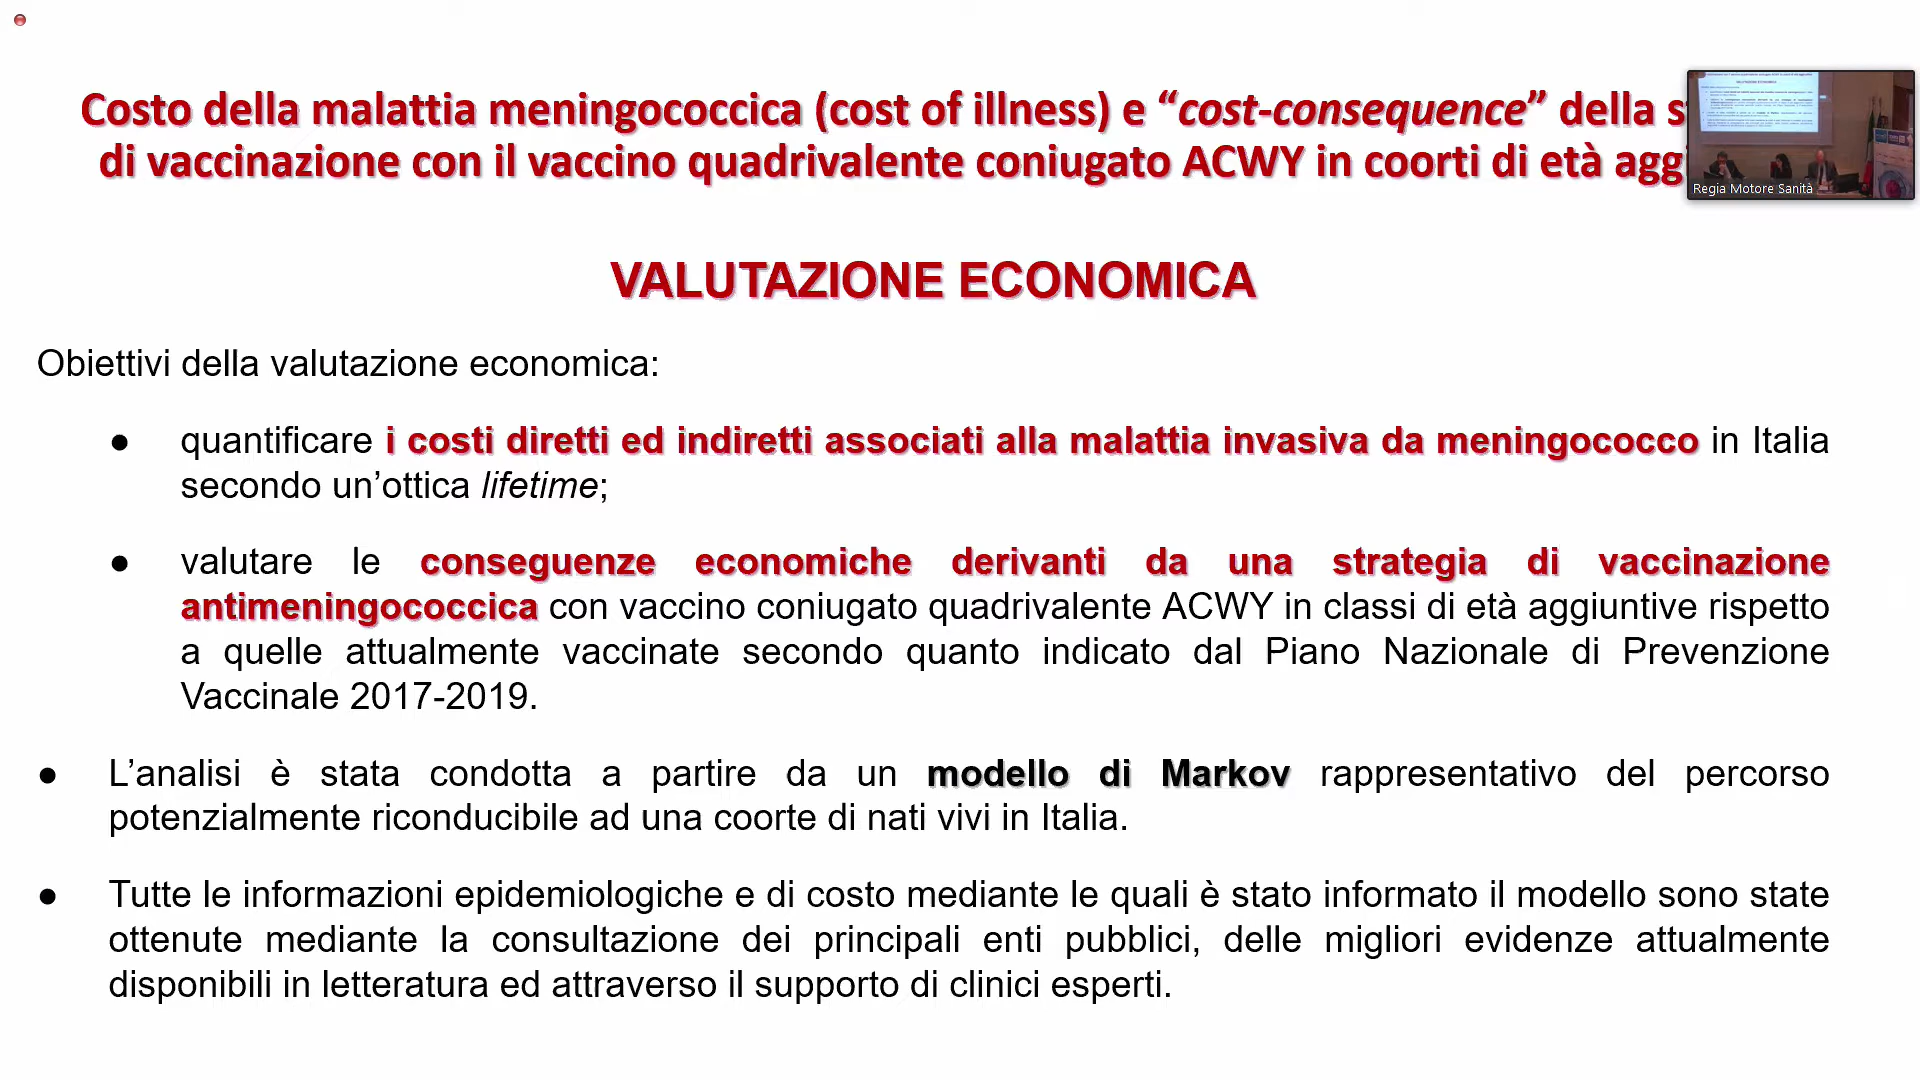 Costo della malattia meningococcica (cost of illness) e “cost-consequence” della
di vaccinazione con il vaccino quadrivalente coniugato ACWY in coorti di età
Regia Motore Sanità
VALUTAZIONE ECONOMICA
Obiettivi della valutazione economica:
● quantificare i costi diretti ed indiretti associati alla malattia invasiva da meningococco in Italia
secondo un’ottica lifetime;
● valutare le conseguenze economiche derivanti da una strategia di vaccinazione
antimeningococcica con vaccino coniugato quadrivalente ACWY in classi di età aggiuntive rispetto
a quelle attualmente vaccinate secondo quanto indicato dal Piano Nazionale di Prevenzione
Vaccinale 2017-2019.
● L’analisi è stata condotta a partire da un modello di Markov rappresentativo del percorso
potenzialmente riconducibile ad una coorte di nati vivi in Italia.
● Tutte le informazioni epidemiologiche e di costo mediante le quali è stato informato il modello sono state
ottenute mediante la consultazione dei principali enti pubblici, delle migliori evidenze attualmente
disponibili in letteratura ed attraverso il supporto di clinici esperti.